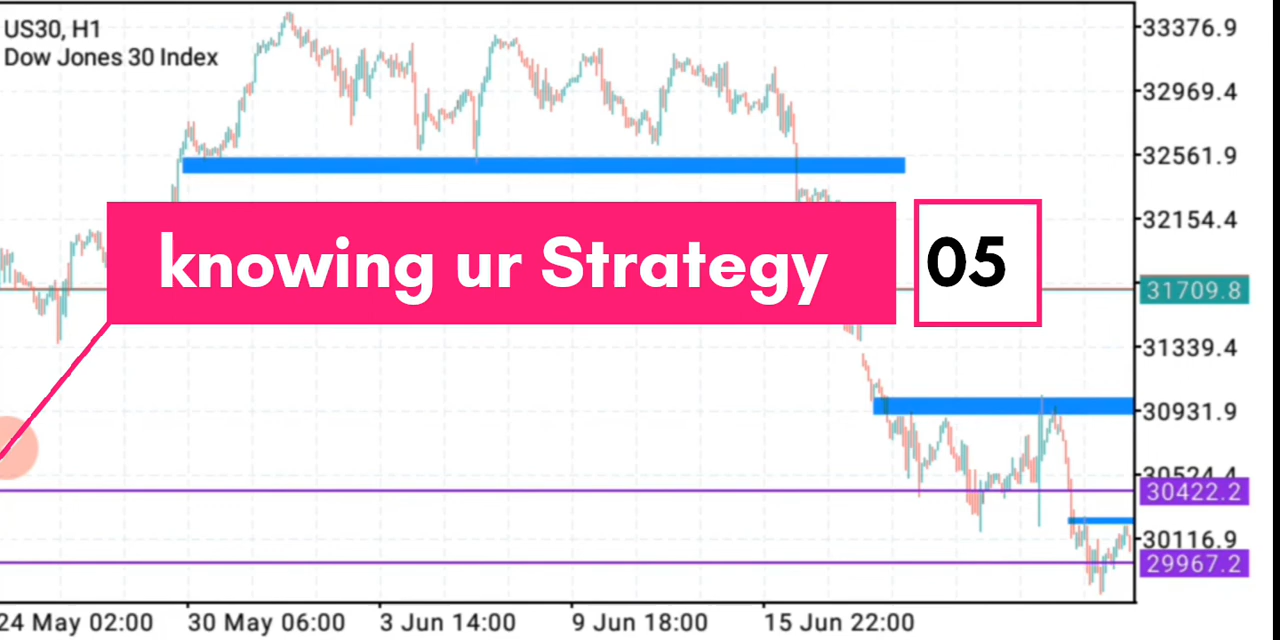 US30, H1
Dow Jones 30 Index
33376.9
32969.4
32561.9
32154.4
knowing ur Strategy
05
31709.8
31339.4
30931.9
30524.4
30422.2
30116.9
29967.2
24 May 02:00
30 May 06:00
3 Jun 14:00
9 Jun 18:00
15 Jun 22:00